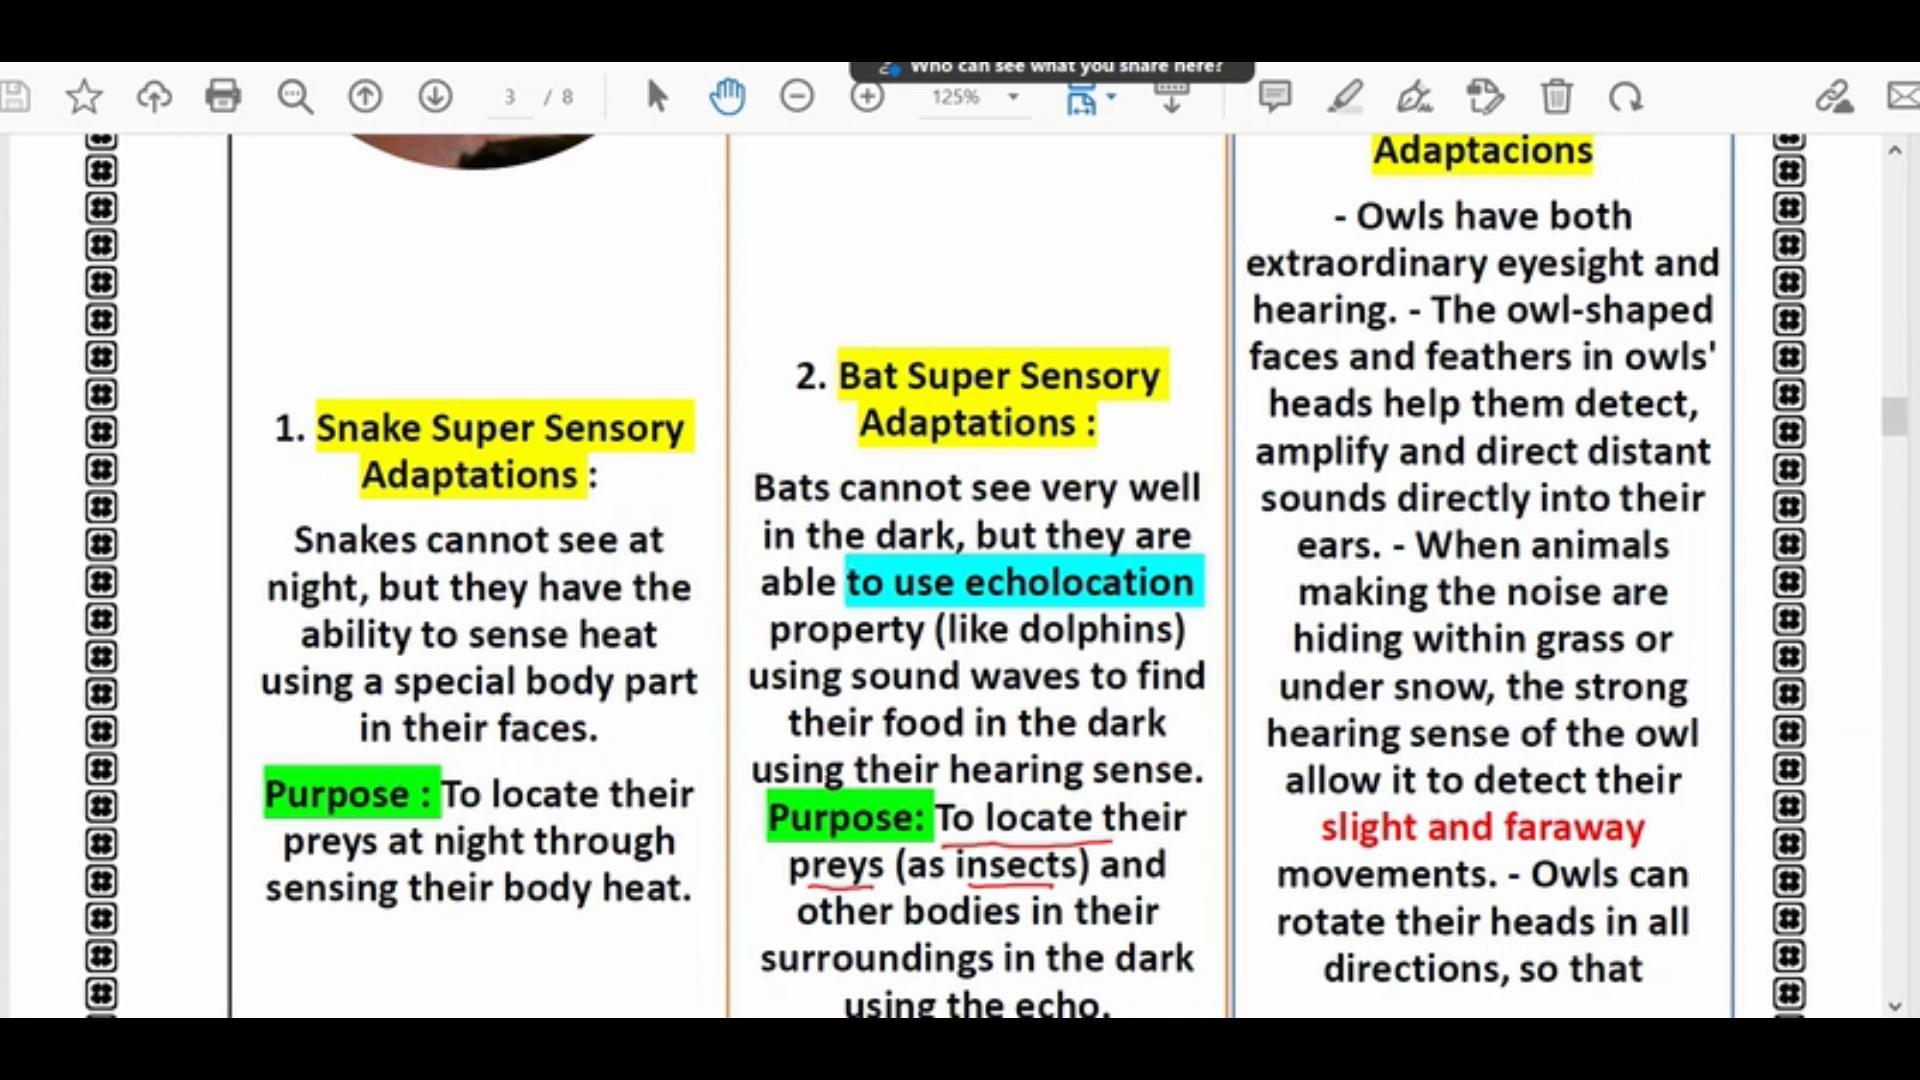 Who can see what you share here?
3 / 8
125%
1. Snake Super Sensory
Adaptations :
Snakes cannot see at
night, but they have the
ability to sense heat
using a special body part
in their faces.
Purpose : To locate their
preys at night through
sensing their body heat.
2. Bat Super Sensory
Adaptations :
Bats cannot see very well
in the dark, but they are
able to use echolocation
property (like dolphins)
using sound waves to find
their food in the dark
using their hearing sense.
Purpose: To locate their
preys (as insects) and
other bodies in their
surroundings in the dark
using the echo.
Adaptacions
- Owls have both
extraordinary eyesight and
hearing. - The owl-shaped
faces and feathers in owls'
heads help them detect,
amplify and direct distant
sounds directly into their
ears. - When animals
making the noise are
hiding within grass or
under snow, the strong
hearing sense of the owl
allow it to detect their
slight and faraway
movements. - Owls can
rotate their heads in all
directions, so that